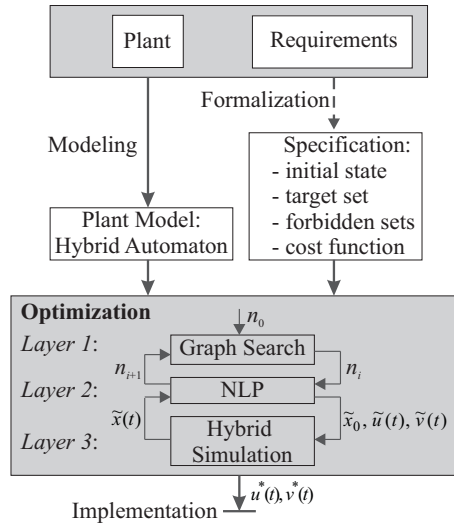 Plant
Requirements
Formalization
Modeling
Specification:
- initial state
- target set
- forbidden sets
- cost function
Plant Model:
Hybrid Automaton
Optimization
n₀
Layer 1:
Graph Search
nᵢ₊₁
nᵢ
Layer 2:
NLP
x̃(t)
x̃₀, ũ(t), ṽ(t)
Layer 3:
Hybrid
Simulation
u*(t), v*(t)
Implementation